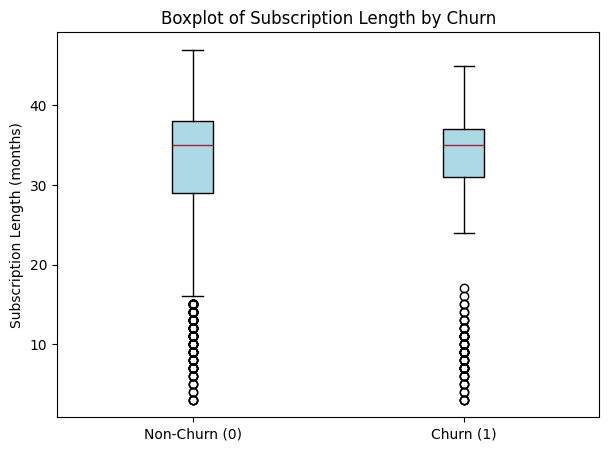 Boxplot of Subscription Length by Churn
Subscription Length (months)
40
30
20
10
Non-Churn (0)
Churn (1)